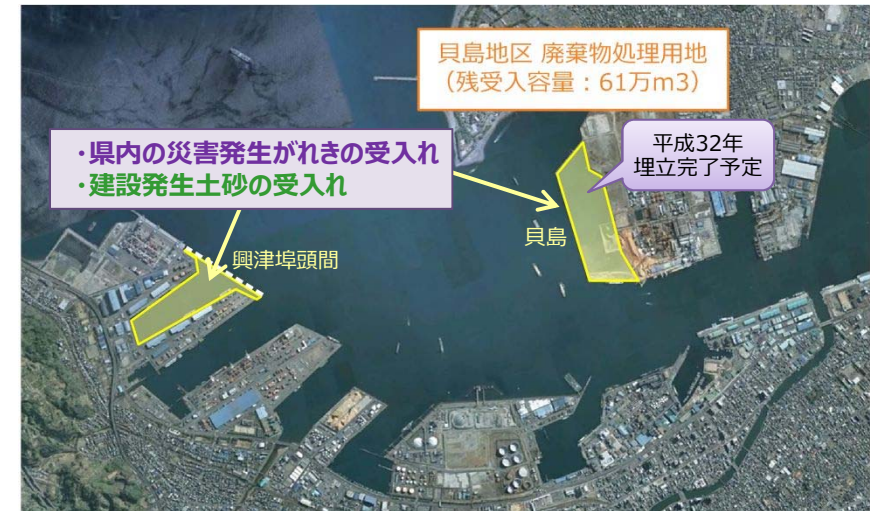 貝島地区 廃棄物処理用地
（残受入容量：61万m3）
・県内の災害発生がれきの受入れ
・建設発生土砂の受入れ
平成32年
埋立完了予定
貝島
興津埠頭間